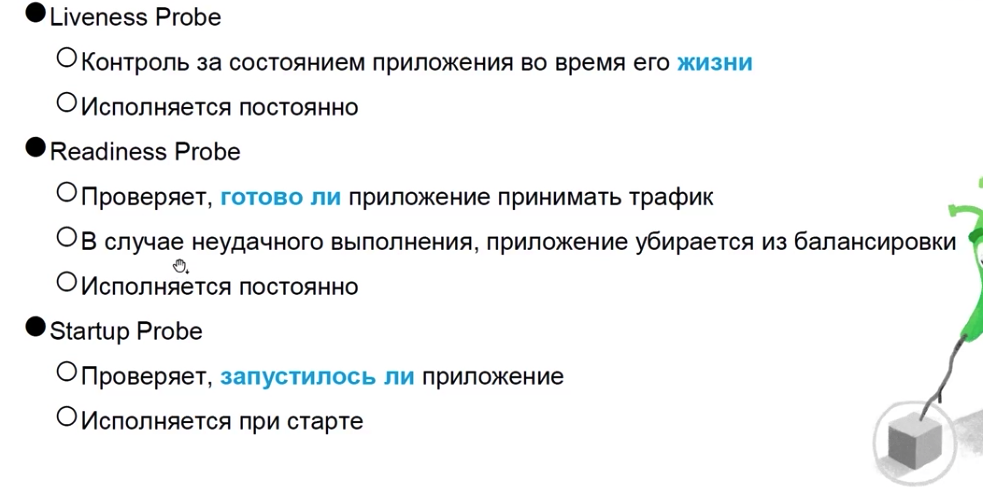 Liveness Probe
Контроль за состоянием приложения во время его жизни
Исполняется постоянно
Readiness Probe
Проверяет, готово ли приложение принимать трафик
В случае неудачного выполнения, приложение убирается из балансировки
Исполняется постоянно
Startup Probe
Проверяет, запустилось ли приложение
Исполняется при старте